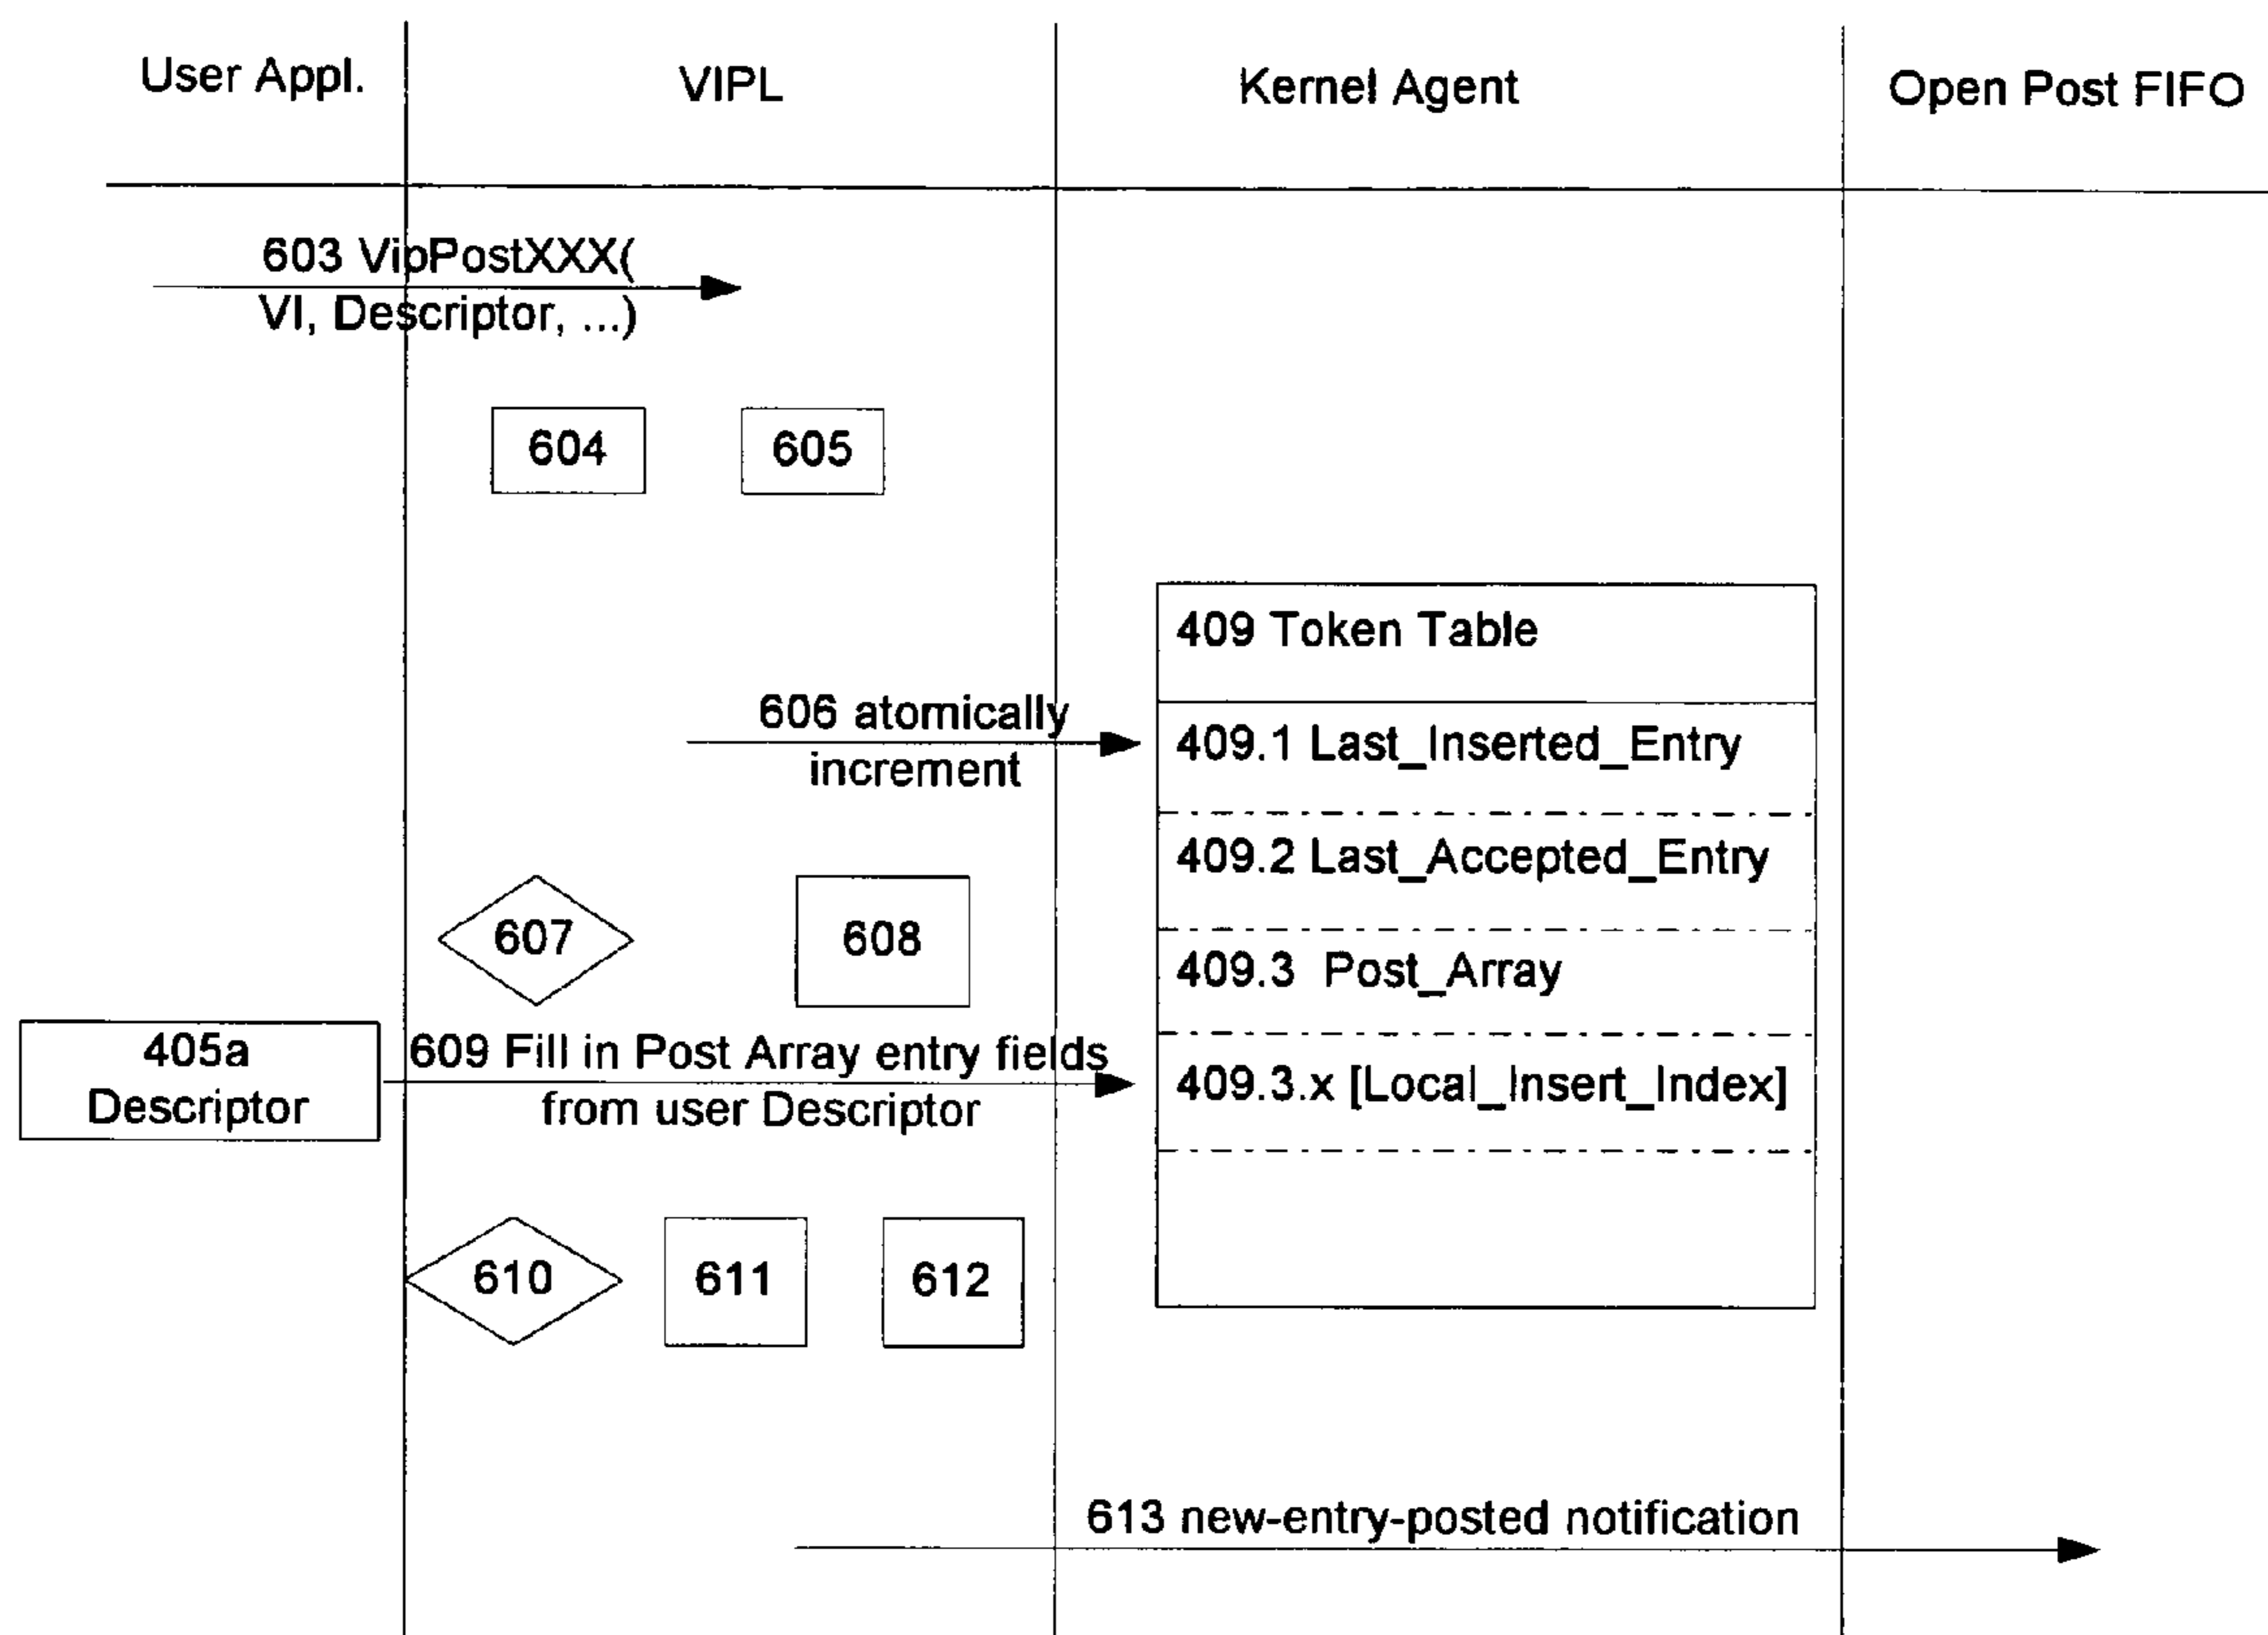 User Appl.
VIPL
Kernel Agent
Open Post FIFO
603 VipPostXXX(
VI, Descriptor, ...)
604
605
409 Token Table
606 atomically
increment
409.1 Last_Inserted_Entry
409.2 Last_Accepted_Entry
607
608
409.3 Post_Array
405a
Descriptor
609 Fill in Post Array entry fields
from user Descriptor
409.3.x [Local_Insert_Index]
610
611
612
613 new-entry-posted notification